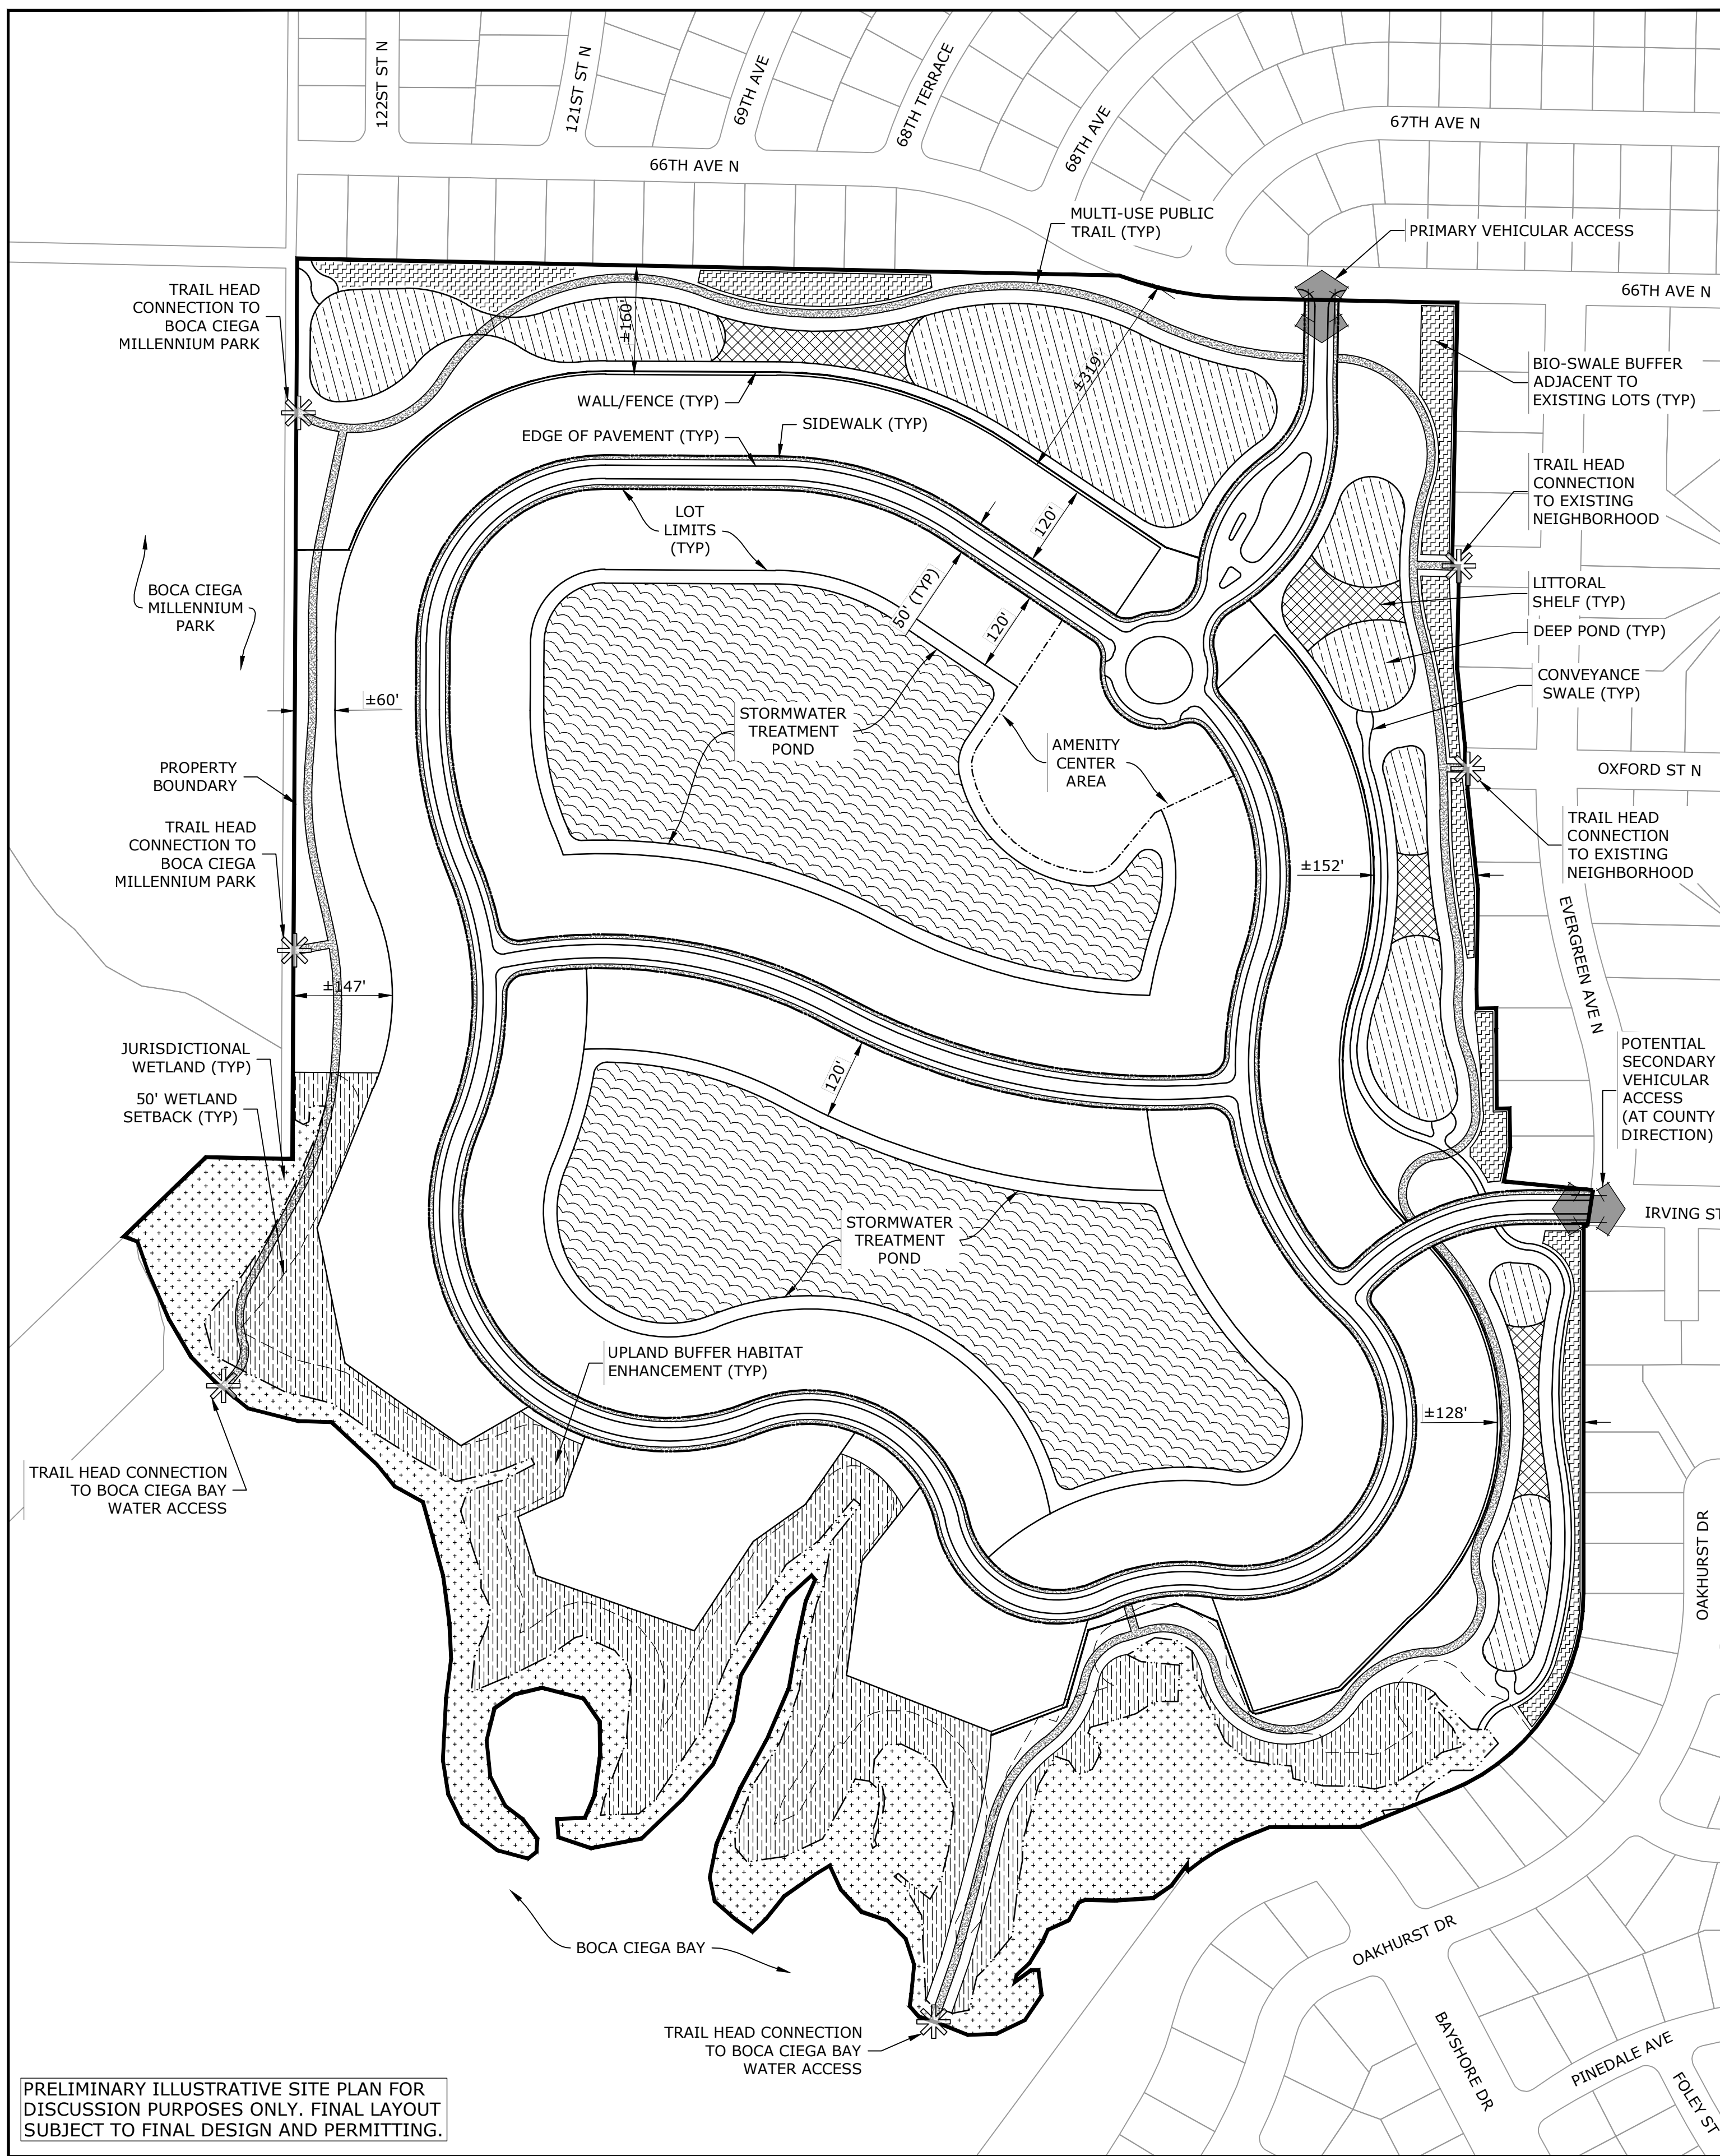 122ST ST N
121ST ST N
69TH AVE
68TH TERRACE
68TH AVE
67TH AVE N
66TH AVE N
MULTI-USE PUBLIC
TRAIL (TYP)
PRIMARY VEHICULAR ACCESS
66TH AVE N
TRAIL HEAD
CONNECTION TO
BOCA CIEGA
MILLENNIUM PARK
±160'
±319'
BIO-SWALE BUFFER
ADJACENT TO
EXISTING LOTS (TYP)
WALL/FENCE (TYP)
SIDEWALK (TYP)
EDGE OF PAVEMENT (TYP)
TRAIL HEAD
CONNECTION
TO EXISTING
NEIGHBORHOOD
LOT
LIMITS
(TYP)
120'
50' (TYP)
120'
BOCA CIEGA
MILLENNIUM
PARK
LITTORAL
SHELF (TYP)
DEEP POND (TYP)
CONVEYANCE
SWALE (TYP)
±60'
STORMWATER
TREATMENT
POND
AMENITY
CENTER
AREA
PROPERTY
BOUNDARY
OXFORD ST N
TRAIL HEAD
CONNECTION TO
BOCA CIEGA
MILLENNIUM PARK
TRAIL HEAD
CONNECTION
TO EXISTING
NEIGHBORHOOD
±152'
EVERGREEN AVE N
±147'
JURISDICTIONAL
WETLAND (TYP)
50' WETLAND
SETBACK (TYP)
120'
POTENTIAL
SECONDARY
VEHICULAR
ACCESS
(AT COUNTY
DIRECTION)
IRVING ST
STORMWATER
TREATMENT
POND
UPLAND BUFFER HABITAT
ENHANCEMENT (TYP)
±128'
TRAIL HEAD CONNECTION
TO BOCA CIEGA BAY
WATER ACCESS
OAKHURST DR
BOCA CIEGA BAY
OAKHURST DR
TRAIL HEAD CONNECTION
TO BOCA CIEGA BAY
WATER ACCESS
BAYSHORE DR
PINEDALE AVE
FOLEY ST
PRELIMINARY ILLUSTRATIVE SITE PLAN FOR
DISCUSSION PURPOSES ONLY. FINAL LAYOUT
SUBJECT TO FINAL DESIGN AND PERMITTING.